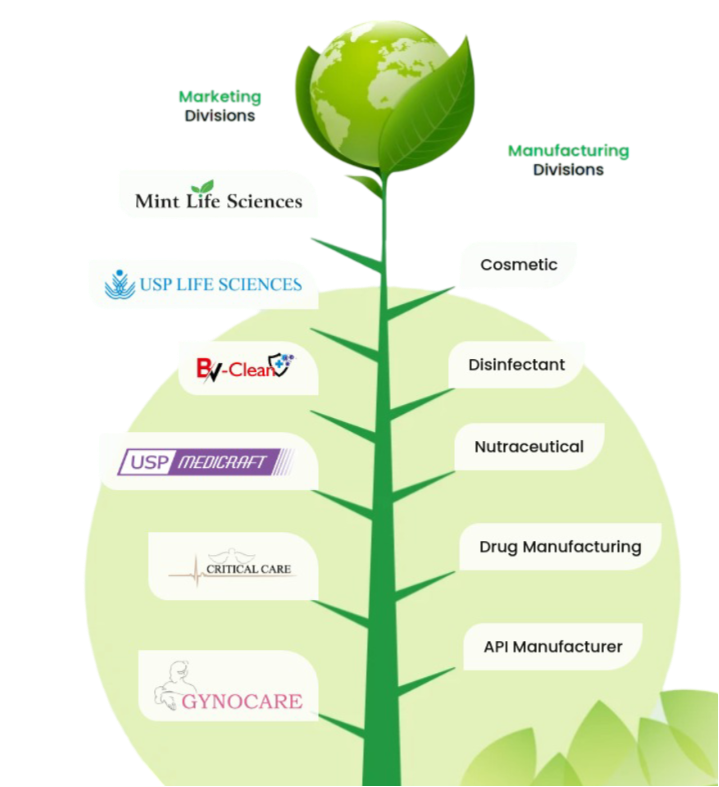 Marketing
Divisions
Mint Life Sciences
USP LIFE SCIENCES
BV-Clean
USP MEDICRAFT
CRITICAL CARE
GYNOCARE
Manufacturing
Divisions
Cosmetic
Disinfectant
Nutraceutical
Drug Manufacturing
API Manufacturer